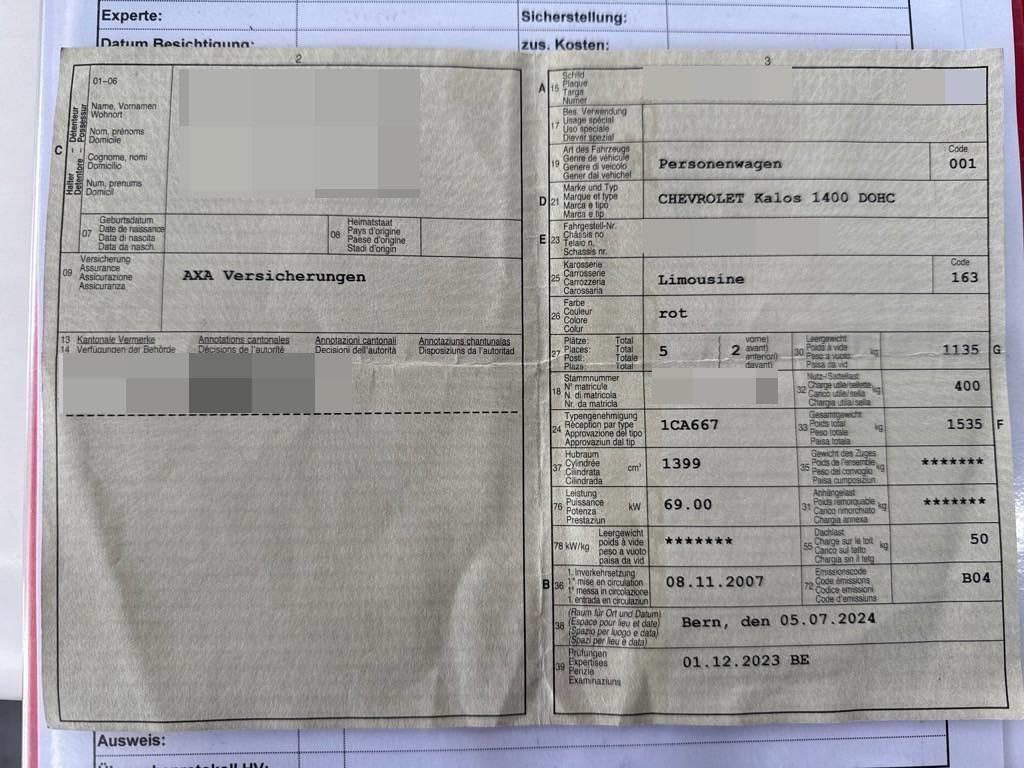 Experte:
Sicherstellung:
Datum Besichtigung:
zus. Kosten:
2
C
Halter – Détenteur
Detentore – Possessur
01–06
Name, Vornamen
Wohnort
Nom, prénoms
Domicile
Cognome, nomi
Domicilio
Num, prenums
Domicil
07
Geburtsdatum
Date de naissance
Data di nascita
Data da nasch.
08
Heimatstaat
Pays d'origine
Paese d'origine
Stadi d'origin
09
Versicherung
Assurance
Assicurazione
Assicuranza
AXA Versicherungen
13 Kantonale Vermerke
14 Verfügungen der Behörde
Annotations cantonales
Décisions de l'autorité
Annotazioni cantonali
Decisioni dell'autorità
Annotaziuns chantunalas
Disposiziuns da l'autoritad
3
A 15
Schild
Plaque
Targa
Numer
17
Bes. Verwendung
Usage spécial
Uso speciale
Diever spezial
19
Art des Fahrzeugs
Genre de véhicule
Genere di veicolo
Gener dal vehichel
Personenwagen
Code
001
D 21
Marke und Typ
Marque et type
Marca e tipo
Marca e tip
CHEVROLET Kalos 1400 DOHC
E 23
Fahrgestell-Nr.
Châssis no
Telaio n.
Schassis nr.
25
Karosserie
Carrosserie
Carrozzeria
Carossaria
Limousine
Code
163
26
Farbe
Couleur
Colore
Colur
rot
27
Plätze: Total
Places: Total
Posti: Totale
Plazs: Total
5
2
vorne)
avant)
anteriori)
davant)
30
Leergewicht
Poids à vide
Peso a vuoto
Paisa da vid
kg
1135 G
18
Stammnummer
N° matricule
N. di matricola
Nr. da matricla
32
Nutz-/Sattellast
Charge utile/sellette
Carico utile/sella
Chargia utila/sella
kg
400
24
Typengenehmigung
Réception par type
Approvazione del tipo
Approvaziun dal tip
1CA667
33
Gesamtgewicht
Poids total
Peso totale
Paisa totala
kg
1535 F
37
Hubraum
Cylindrée
Cilindrata
Cilindrada
cm³
1399
35
Gewicht des Zuges
Poids de l'ensemble
Peso del convoglio
Paisa cumposiziun
kg
*******
76
Leistung
Puissance
Potenza
Prestaziun
kW
69.00
31
Anhängelast
Poids remorquable
Carico rimorchiato
Chargia annexa
kg
*******
78 kW/kg
Leergewicht
poids à vide
peso a vuoto
paisa da vid
*******
55
Dachlast
Charge sur le toit
Carico sul tetto
Chargia sin il tetg
kg
50
B 36
1. Inverkehrsetzung
1re mise en circulation
1a messa in circolazione
1. entrada en circulaziun
08.11.2007
72
Emissionscode
Code émissions
Codice emissioni
Code d'emissiuns
B04
38
(Raum für Ort und Datum)
(Espace pour lieu et date)
(Spazio per luogo e data)
(Spazi per lieu e data)
Bern, den 05.07.2024
39
Prüfungen
Expertises
Perizie
Examinaziuns
01.12.2023 BE
Ausweis: